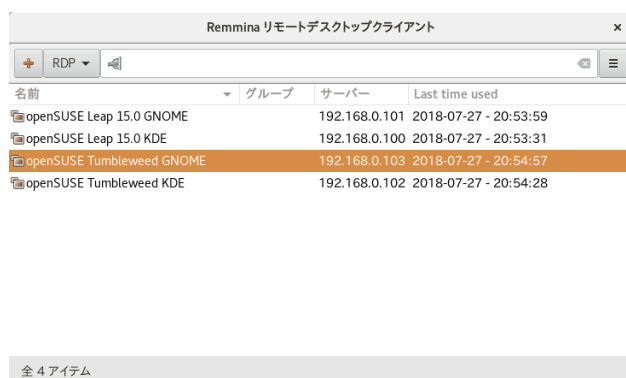 Remmina リモートデスクトップクライアント ×
RDP
名前 グループ サーバー Last time used
openSUSE Leap 15.0 GNOME 192.168.0.101 2018-07-27 - 20:53:59
openSUSE Leap 15.0 KDE 192.168.0.100 2018-07-27 - 20:53:31
openSUSE Tumbleweed GNOME 192.168.0.103 2018-07-27 - 20:54:57
openSUSE Tumbleweed KDE 192.168.0.102 2018-07-27 - 20:54:28
全 4 アイテム